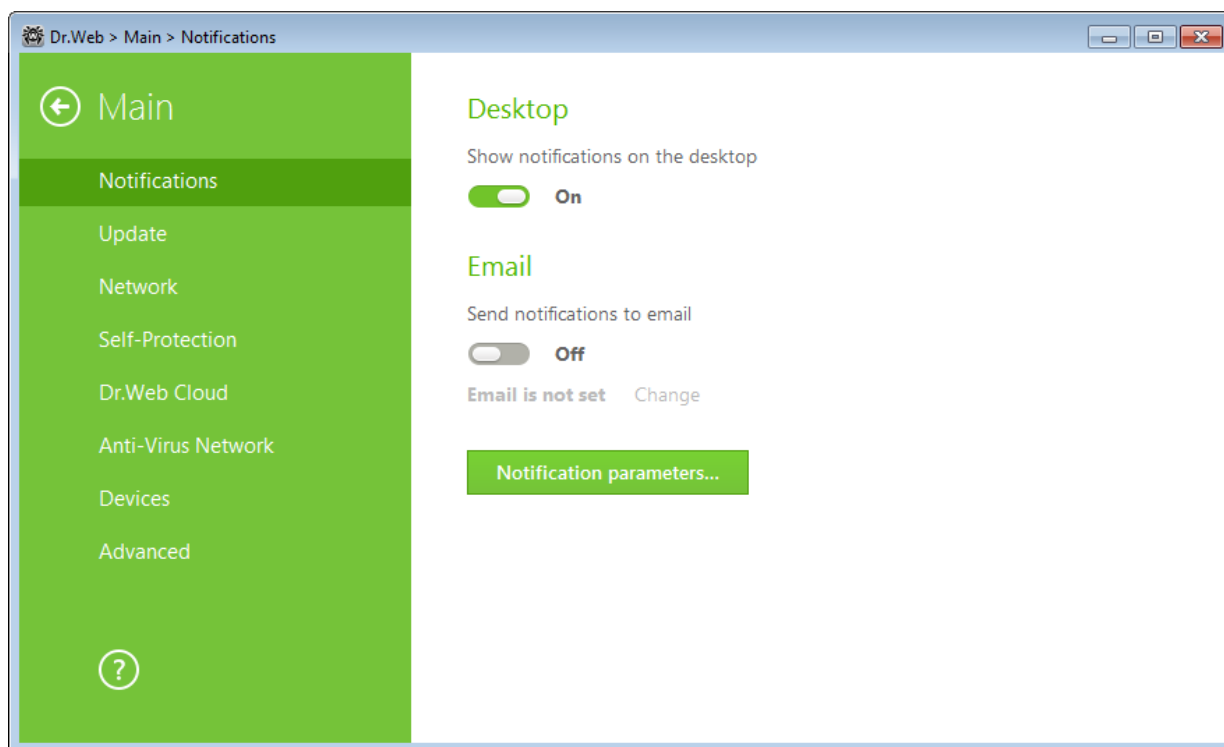 Dr.Web > Main > Notifications
Main
Notifications
Update
Network
Self-Protection
Dr.Web Cloud
Anti-Virus Network
Devices
Advanced
?
Desktop
Show notifications on the desktop
On
Email
Send notifications to email
Off
Email is not set Change
Notification parameters...